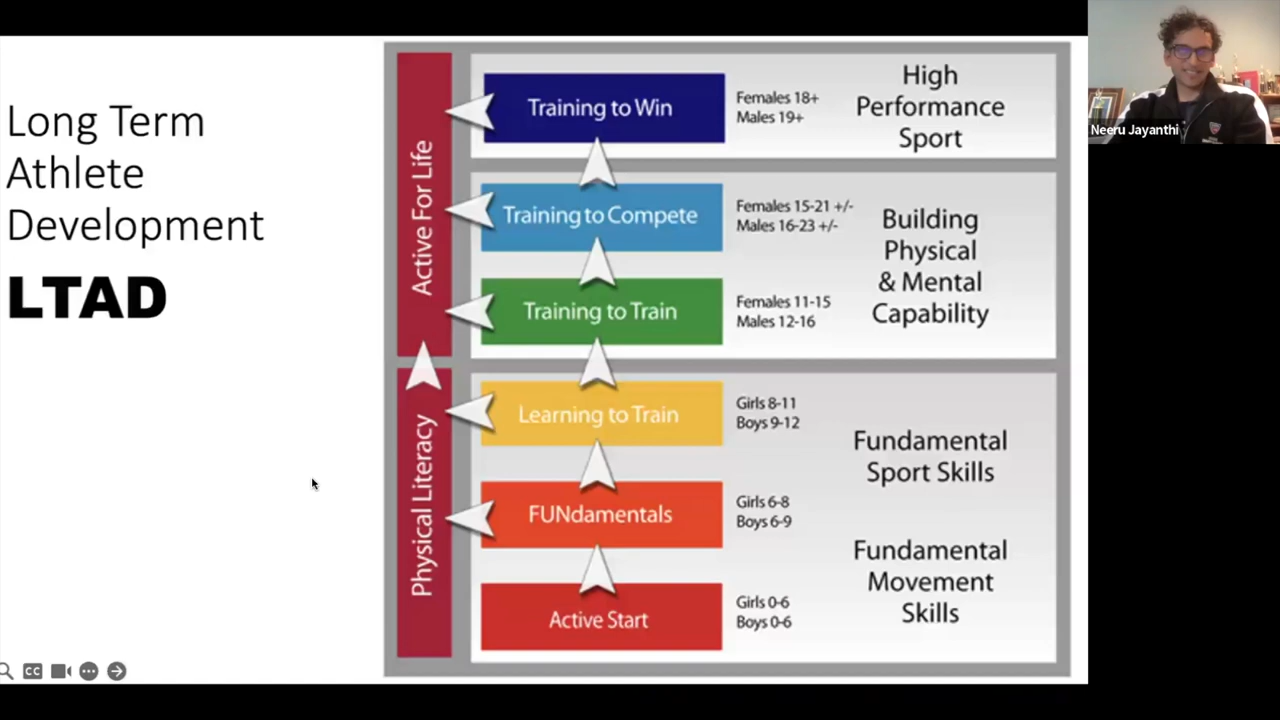 Long Term
Athlete
Development
LTAD
Active For Life
Physical Literacy
Training to Win
Females 18+
Males 19+
High
Performance
Sport
Training to Compete
Females 15-21 +/-
Males 16-23 +/-
Training to Train
Females 11-15
Males 12-16
Building
Physical
& Mental
Capability
Learning to Train
Girls 8-11
Boys 9-12
Fundamental
Sport Skills
FUNdamentals
Girls 6-8
Boys 6-9
Fundamental
Movement
Skills
Active Start
Girls 0-6
Boys 0-6
Neeru Jayanthi
CC